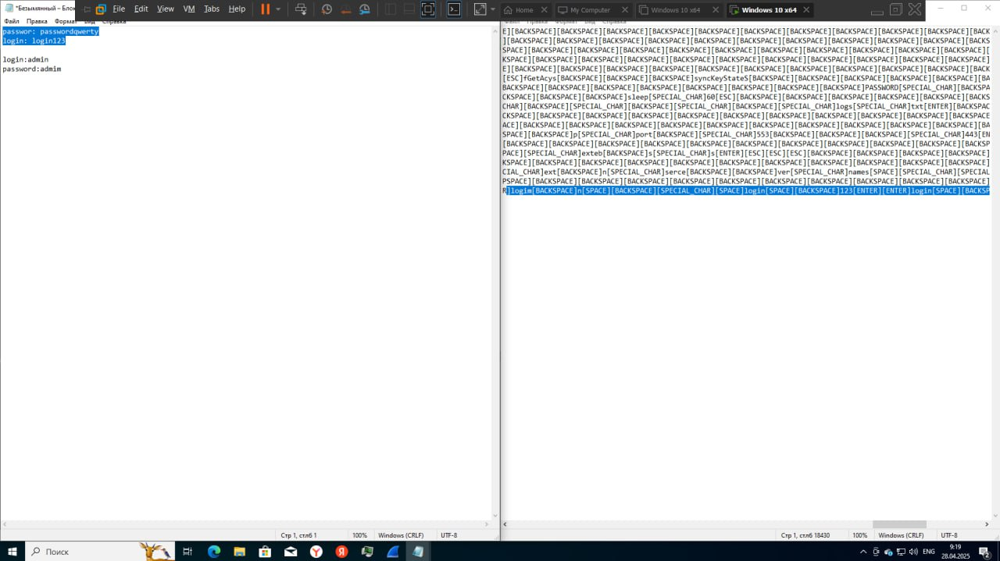 *Безымянный – Блок
File Edit View VM Tabs Help
Home
My Computer
Windows 10 x64
Windows 10 x64
Файл Правка Формат Вид Справка
passwor: passwordqwerty
login: login123
login:admin
password:admim
Стр 1, стлб 1
100%
Windows (CRLF)
UTF-8
Файл Правка Формат Вид Справка
E][BACKSPACE][BACKSPACE][BACKSPACE][BACKSPACE][BACKSPACE][BACKSPACE][BACKSPACE][BACKSPACE][BACKSPACE][BACKSPACE][BACK
][BACKSPACE][BACKSPACE][BACKSPACE][BACKSPACE][BACKSPACE][BACKSPACE][BACKSPACE][BACKSPACE][BACKSPACE][BACKSPACE][BACKS
SPACE][BACKSPACE][BACKSPACE][BACKSPACE][BACKSPACE][BACKSPACE][BACKSPACE][BACKSPACE][BACKSPACE][BACKSPACE][BACKSPACE][
KSPACE][BACKSPACE][BACKSPACE][BACKSPACE][BACKSPACE][BACKSPACE][BACKSPACE][BACKSPACE][BACKSPACE][BACKSPACE][BACKSPACE]
E][BACKSPACE][BACKSPACE][BACKSPACE][BACKSPACE][BACKSPACE][BACKSPACE][BACKSPACE][BACKSPACE][BACKSPACE][BACKSPACE][BACK
[ESC]fGetAcys[BACKSPACE][BACKSPACE][BACKSPACE]syncKeyStateS[BACKSPACE][BACKSPACE][BACKSPACE][BACKSPACE][BACKSPACE][BA
BACKSPACE][BACKSPACE][BACKSPACE][BACKSPACE][BACKSPACE][BACKSPACE][BACKSPACE][BACKSPACE]PASSWORD[SPECIAL_CHAR][BACKSPA
CKSPACE][BACKSPACE][BACKSPACE]sleep[SPECIAL_CHAR]60[ESC][BACKSPACE][BACKSPACE][BACKSPACE][BACKSPACE][BACKSPACE][BACKS
CHAR][BACKSPACE][SPECIAL_CHAR][BACKSPACE][SPECIAL_CHAR][BACKSPACE][SPECIAL_CHAR]logs[SPECIAL_CHAR]txt[ENTER][BACKSPAC
CKSPACE][BACKSPACE][BACKSPACE][BACKSPACE][BACKSPACE][BACKSPACE][BACKSPACE][BACKSPACE][BACKSPACE][BACKSPACE][BACKSPACE
ACE][BACKSPACE][BACKSPACE][BACKSPACE][BACKSPACE][BACKSPACE][BACKSPACE][BACKSPACE][BACKSPACE][BACKSPACE][BACKSPACE][BA
SPACE][BACKSPACE]p[SPECIAL_CHAR]port[BACKSPACE][SPECIAL_CHAR]553[BACKSPACE][BACKSPACE][BACKSPACE][SPECIAL_CHAR]443[EN
[BACKSPACE][BACKSPACE][BACKSPACE][BACKSPACE][BACKSPACE][BACKSPACE][BACKSPACE][BACKSPACE][BACKSPACE][BACKSPACE][BACKSP
PACE][SPECIAL_CHAR]exteb[BACKSPACE]s[SPECIAL_CHAR]s[ENTER][ESC][ESC][ESC][BACKSPACE][BACKSPACE][BACKSPACE][BACKSPACE]
KSPACE][BACKSPACE][BACKSPACE][BACKSPACE][BACKSPACE][BACKSPACE][BACKSPACE][BACKSPACE][BACKSPACE][BACKSPACE][BACKSPACE]
CIAL_CHAR]ext[BACKSPACE]n[SPECIAL_CHAR]serce[BACKSPACE][BACKSPACE]ver[SPECIAL_CHAR]names[SPACE][SPECIAL_CHAR][SPECIAL
PSPACE][BACKSPACE][BACKSPACE][BACKSPACE][BACKSPACE][BACKSPACE][BACKSPACE][BACKSPACE][BACKSPACE][BACKSPACE][BACKSPACE]
R]logim[BACKSPACE]n[SPACE][BACKSPACE][SPECIAL_CHAR][SPACE]login[SPACE][BACKSPACE]123[ENTER][ENTER]login[SPACE][BACKSP
Стр 1, стлб 18430
100%
Windows (CRLF)
UTF-8
Поиск
ENG
9:19
28.04.2025
2